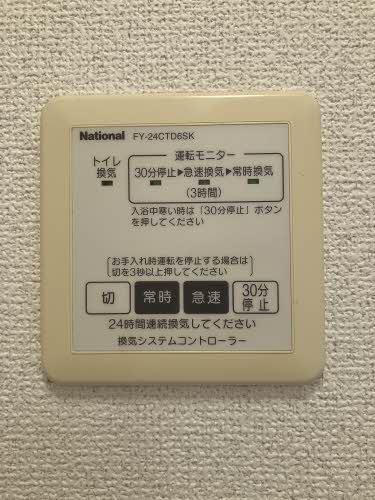 National FY-24CTD6SK
運転モニター
トイレ
換気
30分停止▶急速換気▶常時換気
(3時間)
入浴中寒い時は「30分停止」ボタン
を押してください
お手入れ時運転を停止する場合は
切を3秒以上押してください
切 常時 急速 30分
停止
24時間連続換気してください
換気システムコントローラー